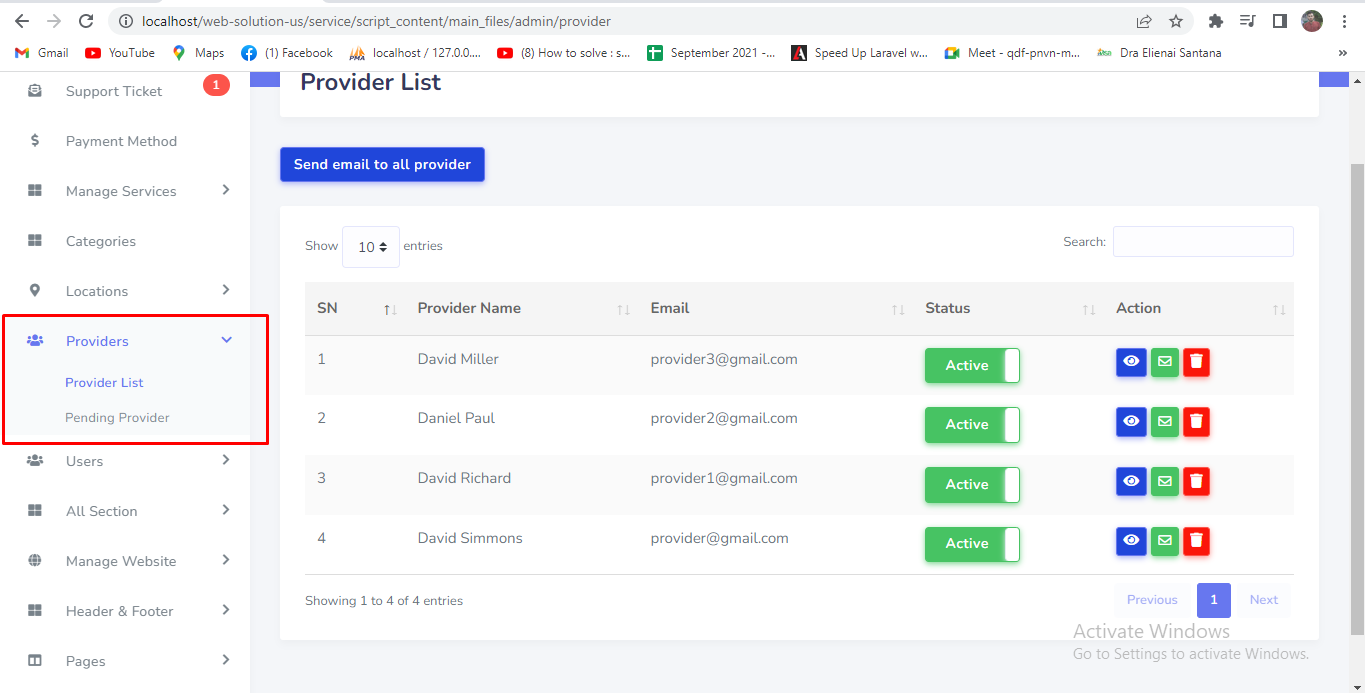 localhost/web-solution-us/service/script_content/main_files/admin/provider
Gmail YouTube Maps (1) Facebook localhost / 127.0.0.... (8) How to solve : s... September 2021 -... Speed Up Laravel w... Meet - qdf-pnvn-m... Dra Elienai Santana »
Support Ticket 1
Payment Method
Manage Services
Categories
Locations
Providers
Provider List
Pending Provider
Users
All Section
Manage Website
Header & Footer
Pages
Provider List
Send email to all provider
Show 10 entries Search:
SN Provider Name Email Status Action
1 David Miller provider3@gmail.com Active
2 Daniel Paul provider2@gmail.com Active
3 David Richard provider1@gmail.com Active
4 David Simmons provider@gmail.com Active
Showing 1 to 4 of 4 entries Previous 1 Next
Activate Windows
Go to Settings to activate Windows.